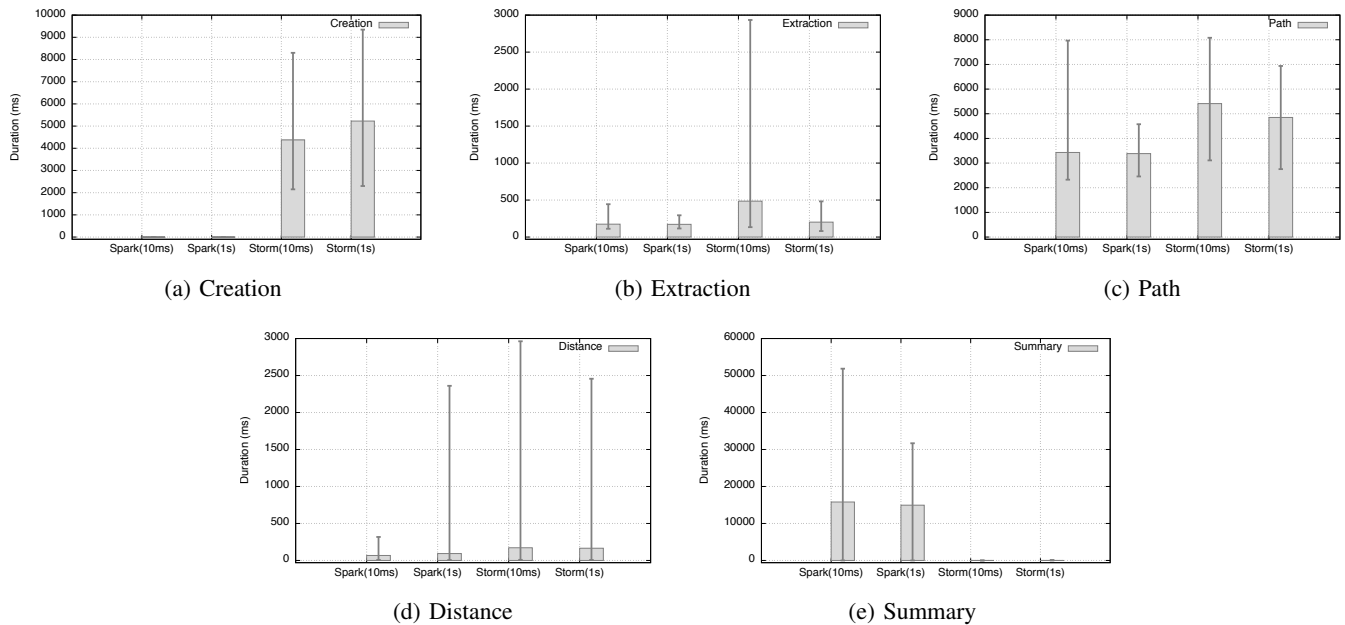 Creation
10000
9000
8000
7000
6000
5000
4000
3000
2000
1000
0
Duration (ms)
Spark(10ms) Spark(1s) Storm(10ms) Storm(1s)
(a) Creation
Extraction
3000
2500
2000
1500
1000
500
0
Duration (ms)
Spark(10ms) Spark(1s) Storm(10ms) Storm(1s)
(b) Extraction
Path
9000
8000
7000
6000
5000
4000
3000
2000
1000
0
Duration (ms)
Spark(10ms) Spark(1s) Storm(10ms) Storm(1s)
(c) Path
Distance
3000
2500
2000
1500
1000
500
0
Duration (ms)
Spark(10ms) Spark(1s) Storm(10ms) Storm(1s)
(d) Distance
Summary
60000
50000
40000
30000
20000
10000
0
Duration (ms)
Spark(10ms) Spark(1s) Storm(10ms) Storm(1s)
(e) Summary